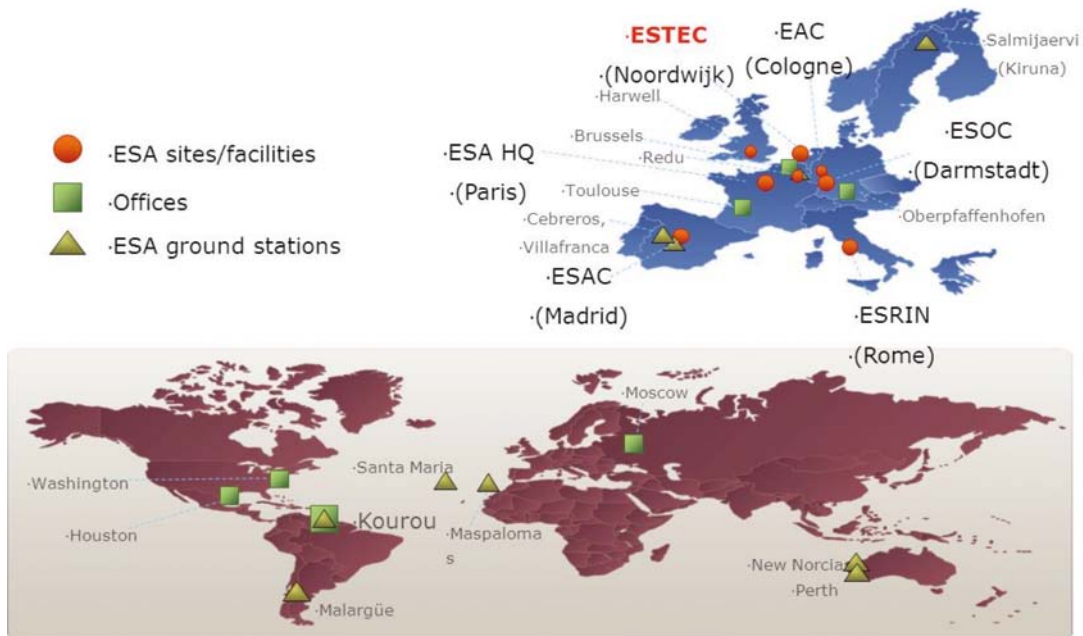 ·ESTEC
·(Noordwijk)
·EAC
·(Cologne)
·Salmijaervi
(Kiruna)
·Harwell
·Brussels
·Redu
·ESA HQ
·(Paris)
·Toulouse
·Cebreros,
·Villafranca
·ESAC
·(Madrid)
·ESOC
·(Darmstadt)
·Oberpfaffenhofen
·ESRIN
·(Rome)
·ESA sites/facilities
·Offices
·ESA ground stations
·Moscow
·Santa Maria
·Washington
·Houston
·Kourou
·Maspaloma
s
·New Norcia
·Perth
·Malargüe